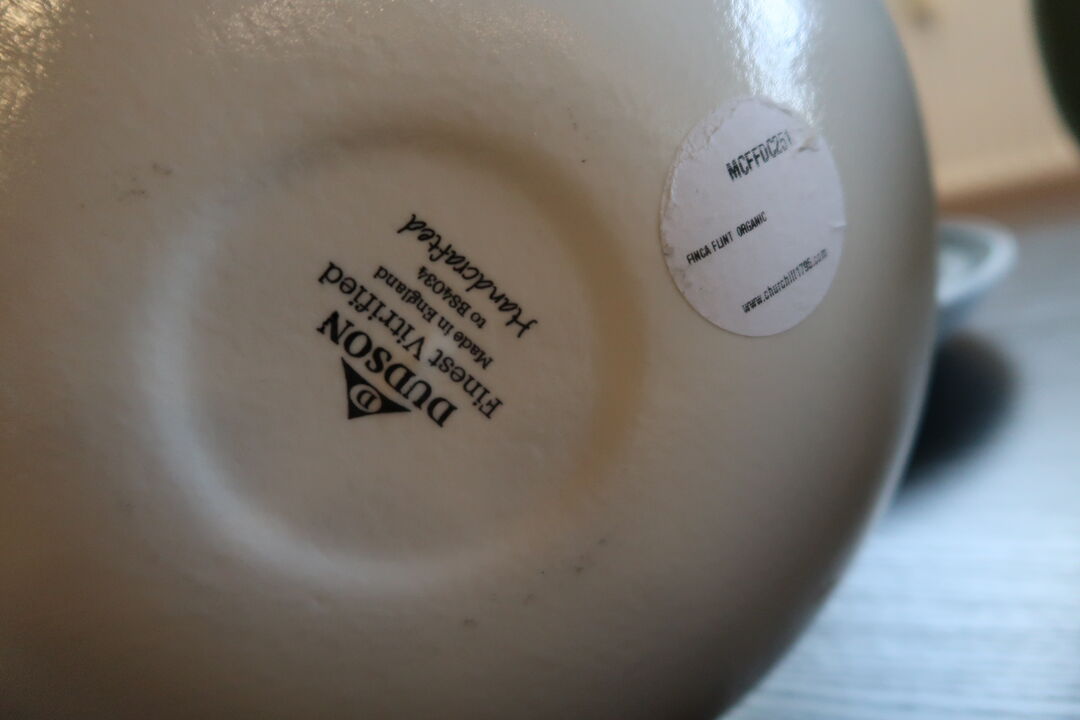 D
DUDSON
Finest Vitrified
Made in England
to BS4034
Handcrafted
MCFFDC251
FINCA FLINT ORGANIC
www.churchill1795.com